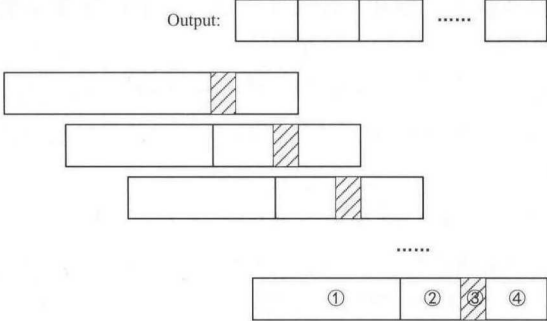 Output: ......
......
① ② ③ ④